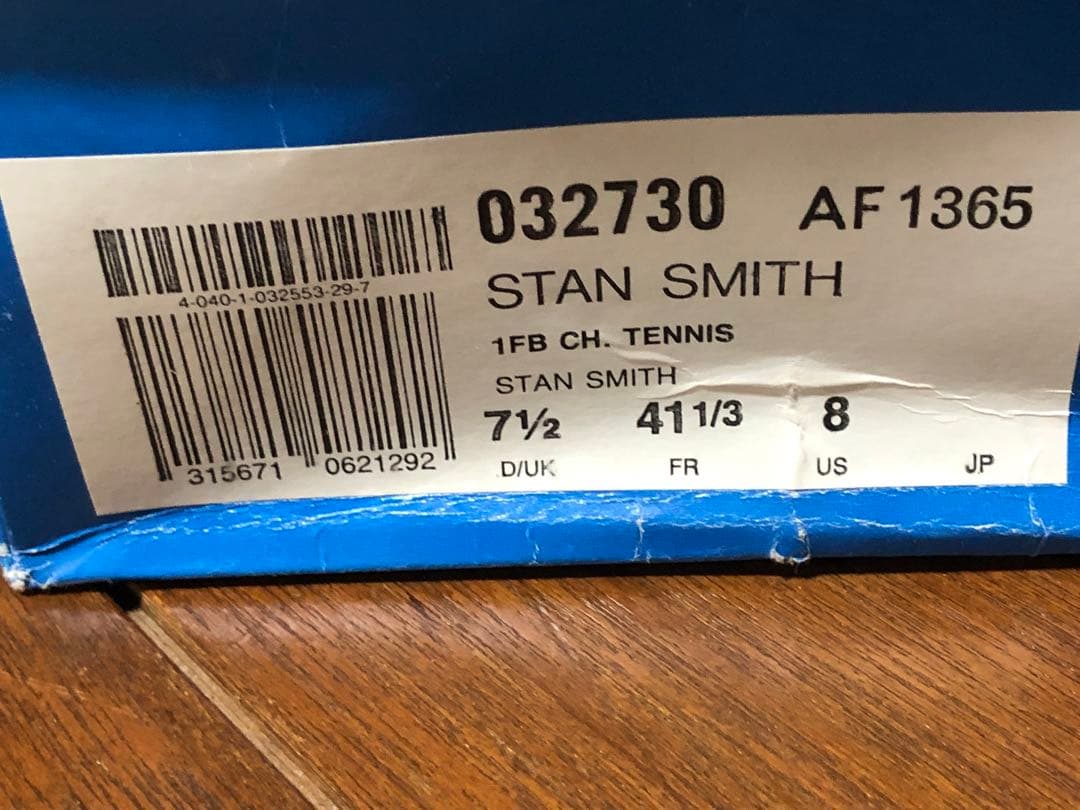 4-040-1-032553-29-7
315671 0621292
032730 AF 1365
STAN SMITH
1FB CH. TENNIS
STAN SMITH
7½ 41 1/3 8
D/UK FR US JP